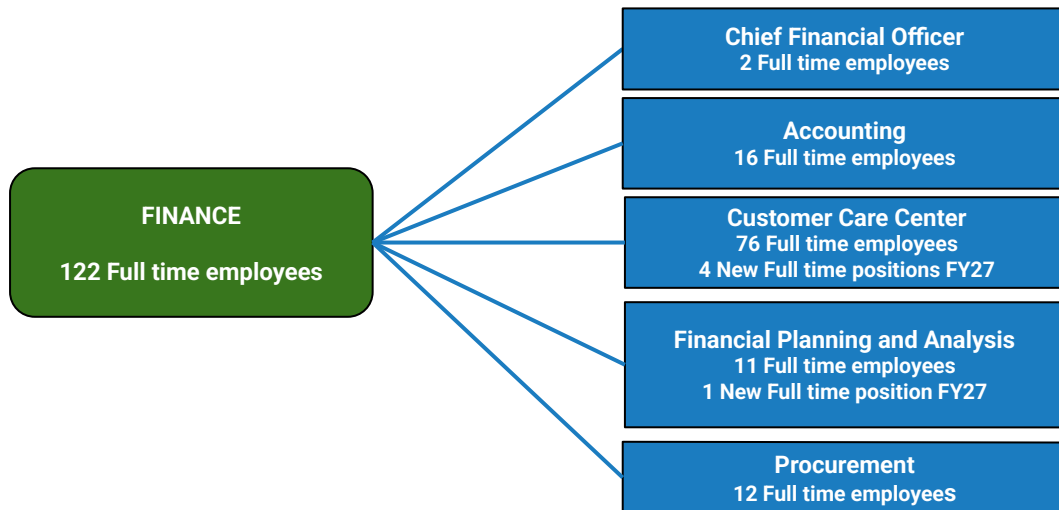 FINANCE
122 Full time employees
Chief Financial Officer
2 Full time employees
Accounting
16 Full time employees
Customer Care Center
76 Full time employees
4 New Full time positions FY27
Financial Planning and Analysis
11 Full time employees
1 New Full time position FY27
Procurement
12 Full time employees